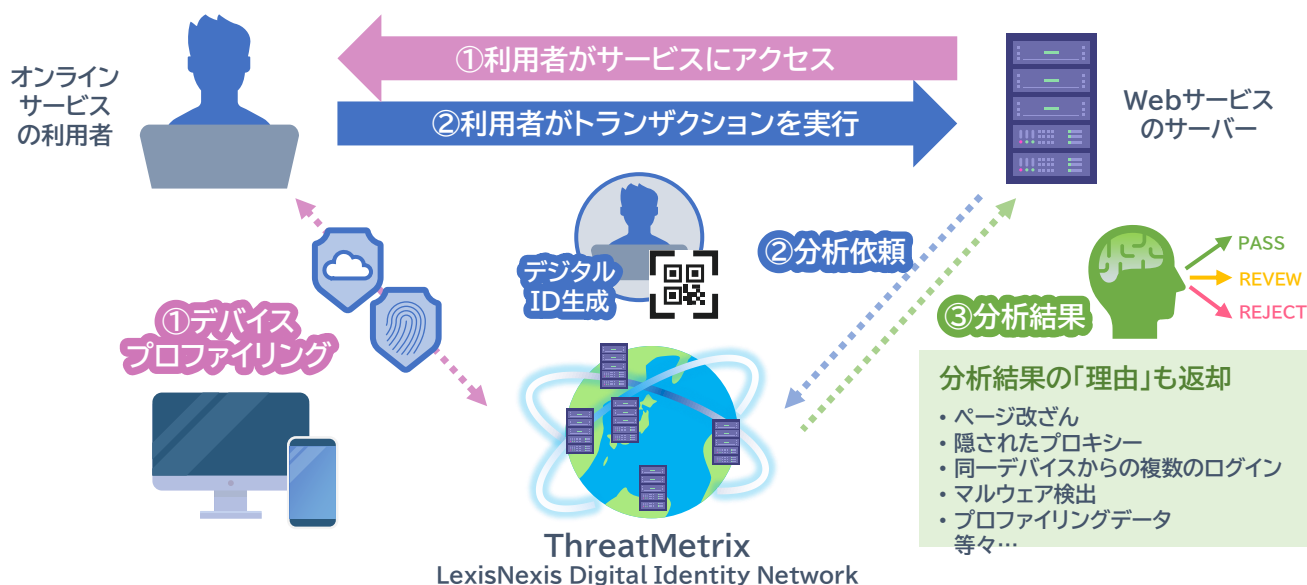 オンライン
サービス
の利用者
①利用者がサービスにアクセス
②利用者がトランザクションを実行
Webサービス
のサーバー
デジタル
ID生成
②分析依頼
PASS
REVEW
REJECT
③分析結果
①デバイス
プロファイリング
分析結果の「理由」も返却
・ページ改ざん
・隠されたプロキシー
・同一デバイスからの複数のログイン
・マルウェア検出
・プロファイリングデータ
等々…
ThreatMetrix
LexisNexis Digital Identity Network